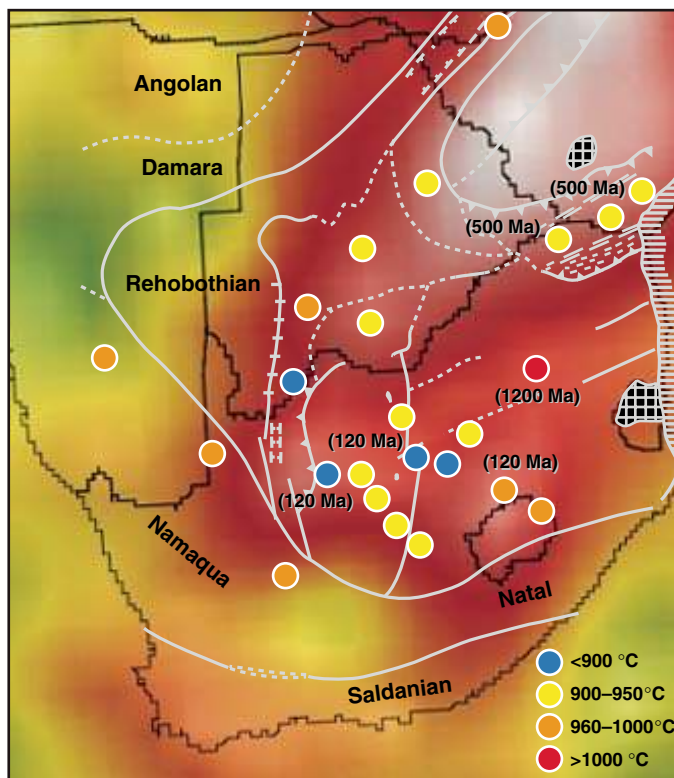 Angolan
Damara
(500 Ma)
(500 Ma)
Rehobothian
(1200 Ma)
(120 Ma)
(120 Ma)
(120 Ma)
Namaqua
Natal
Saldanian
<900 °C
900–950°C
960–1000°C
>1000 °C